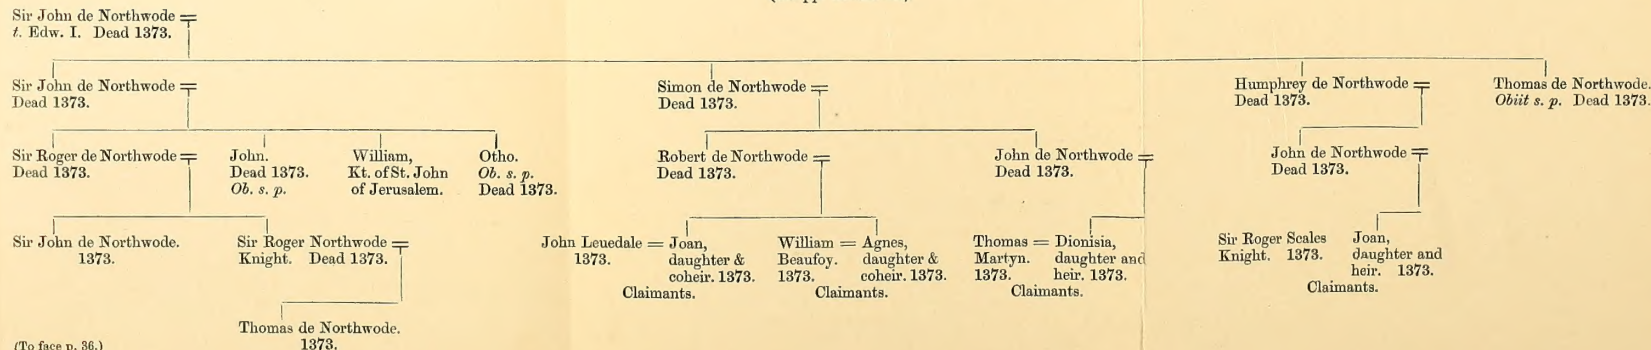 Sir John de Northwode =
t. Edw. I. Dead 1373.
Sir John de Northwode =
Dead 1373.
Simon de Northwode =
Dead 1373.
Humphrey de Northwode =
Dead 1373.
Thomas de Northwode.
Obiit s. p. Dead 1373.
Sir Roger de Northwode =
Dead 1373.
John.
Dead 1373.
Ob. s. p.
William,
Kt. of St. John
of Jerusalem.
Otho.
Ob. s. p.
Dead 1373.
Robert de Northwode =
Dead 1373.
John de Northwode =
Dead 1373.
John de Northwode =
Dead 1373.
Sir John de Northwode.
1373.
Sir Roger Northwode =
Knight. Dead 1373.
John Leuedale = Joan,
1373. daughter &
coheir. 1373.
Claimants.
William = Agnes,
Beaufoy. daughter &
1373. coheir. 1373.
Claimants.
Thomas = Dionisia,
Martyn. daughter and
1373. heir. 1373.
Claimants.
Sir Roger Scales Joan,
Knight. 1373. daughter and
heir. 1373.
Claimants.
Thomas de Northwode.
1373.
(To face p. 36.)